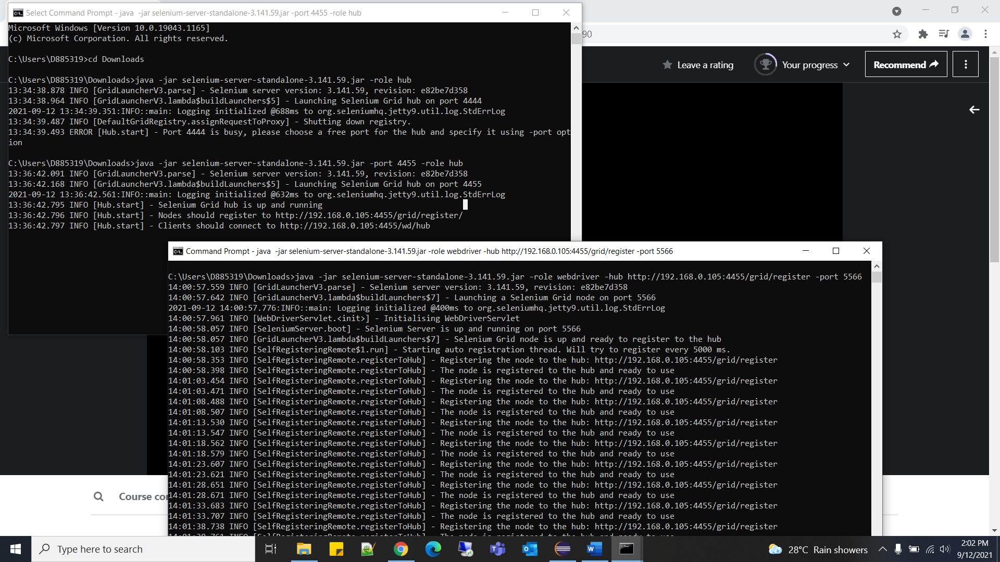 Select Command Prompt - java  -jar selenium-server-standalone-3.141.59.jar -port 4455 -role hub
Microsoft Windows [Version 10.0.19043.1165]
(c) Microsoft Corporation. All rights reserved.
C:\Users\D885319>cd Downloads
C:\Users\D885319\Downloads>java -jar selenium-server-standalone-3.141.59.jar -role hub
13:34:38.878 INFO [GridLauncherV3.parse] - Selenium server version: 3.141.59, revision: e82be7d358
13:34:38.964 INFO [GridLauncherV3.lambda$buildLaunchers$5] - Launching Selenium Grid hub on port 4444
2021-09-12 13:34:39.351:INFO::main: Logging initialized @688ms to org.seleniumhq.jetty9.util.log.StdErrLog
13:34:39.487 INFO [DefaultGridRegistry.assignRequestToProxy] - Shutting down registry.
13:34:39.493 ERROR [Hub.start] - Port 4444 is busy, please choose a free port for the hub and specify it using -port opt
ion
C:\Users\D885319\Downloads>java -jar selenium-server-standalone-3.141.59.jar -port 4455 -role hub
13:36:42.091 INFO [GridLauncherV3.parse] - Selenium server version: 3.141.59, revision: e82be7d358
13:36:42.168 INFO [GridLauncherV3.lambda$buildLaunchers$5] - Launching Selenium Grid hub on port 4455
2021-09-12 13:36:42.561:INFO::main: Logging initialized @632ms to org.seleniumhq.jetty9.util.log.StdErrLog
13:36:42.795 INFO [Hub.start] - Selenium Grid hub is up and running
13:36:42.796 INFO [Hub.start] - Nodes should register to http://192.168.0.105:4455/grid/register/
13:36:42.797 INFO [Hub.start] - Clients should connect to http://192.168.0.105:4455/wd/hub
90
Leave a rating
Your progress
Recommend
Command Prompt - java  -jar selenium-server-standalone-3.141.59.jar -role webdriver -hub http://192.168.0.105:4455/grid/register -port 5566
C:\Users\D885319\Downloads>java -jar selenium-server-standalone-3.141.59.jar -role webdriver -hub http://192.168.0.105:4455/grid/register -port 5566
14:00:57.559 INFO [GridLauncherV3.parse] - Selenium server version: 3.141.59, revision: e82be7d358
14:00:57.642 INFO [GridLauncherV3.lambda$buildLaunchers$7] - Launching a Selenium Grid node on port 5566
2021-09-12 14:00:57.776:INFO::main: Logging initialized @400ms to org.seleniumhq.jetty9.util.log.StdErrLog
14:00:57.961 INFO [WebDriverServlet.<init>] - Initialising WebDriverServlet
14:00:58.057 INFO [SeleniumServer.boot] - Selenium Server is up and running on port 5566
14:00:58.057 INFO [GridLauncherV3.lambda$buildLaunchers$7] - Selenium Grid node is up and ready to register to the hub
14:00:58.103 INFO [SelfRegisteringRemote$1.run] - Starting auto registration thread. Will try to register every 5000 ms.
14:00:58.353 INFO [SelfRegisteringRemote.registerToHub] - Registering the node to the hub: http://192.168.0.105:4455/grid/register
14:00:58.398 INFO [SelfRegisteringRemote.registerToHub] - The node is registered to the hub and ready to use
14:01:03.454 INFO [SelfRegisteringRemote.registerToHub] - Registering the node to the hub: http://192.168.0.105:4455/grid/register
14:01:03.471 INFO [SelfRegisteringRemote.registerToHub] - The node is registered to the hub and ready to use
14:01:08.488 INFO [SelfRegisteringRemote.registerToHub] - Registering the node to the hub: http://192.168.0.105:4455/grid/register
14:01:08.507 INFO [SelfRegisteringRemote.registerToHub] - The node is registered to the hub and ready to use
14:01:13.530 INFO [SelfRegisteringRemote.registerToHub] - Registering the node to the hub: http://192.168.0.105:4455/grid/register
14:01:13.547 INFO [SelfRegisteringRemote.registerToHub] - The node is registered to the hub and ready to use
14:01:18.562 INFO [SelfRegisteringRemote.registerToHub] - Registering the node to the hub: http://192.168.0.105:4455/grid/register
14:01:18.579 INFO [SelfRegisteringRemote.registerToHub] - The node is registered to the hub and ready to use
14:01:23.607 INFO [SelfRegisteringRemote.registerToHub] - Registering the node to the hub: http://192.168.0.105:4455/grid/register
14:01:23.621 INFO [SelfRegisteringRemote.registerToHub] - The node is registered to the hub and ready to use
14:01:28.651 INFO [SelfRegisteringRemote.registerToHub] - Registering the node to the hub: http://192.168.0.105:4455/grid/register
14:01:28.671 INFO [SelfRegisteringRemote.registerToHub] - The node is registered to the hub and ready to use
14:01:33.683 INFO [SelfRegisteringRemote.registerToHub] - Registering the node to the hub: http://192.168.0.105:4455/grid/register
14:01:33.707 INFO [SelfRegisteringRemote.registerToHub] - The node is registered to the hub and ready to use
14:01:38.738 INFO [SelfRegisteringRemote.registerToHub] - Registering the node to the hub: http://192.168.0.105:4455/grid/register
14:01:38.761 INFO [SelfRegisteringRemote.registerToHub] - The node is registered to the hub and ready to use
Course co
Type here to search
28°C Rain showers
2:02 PM
9/12/2021